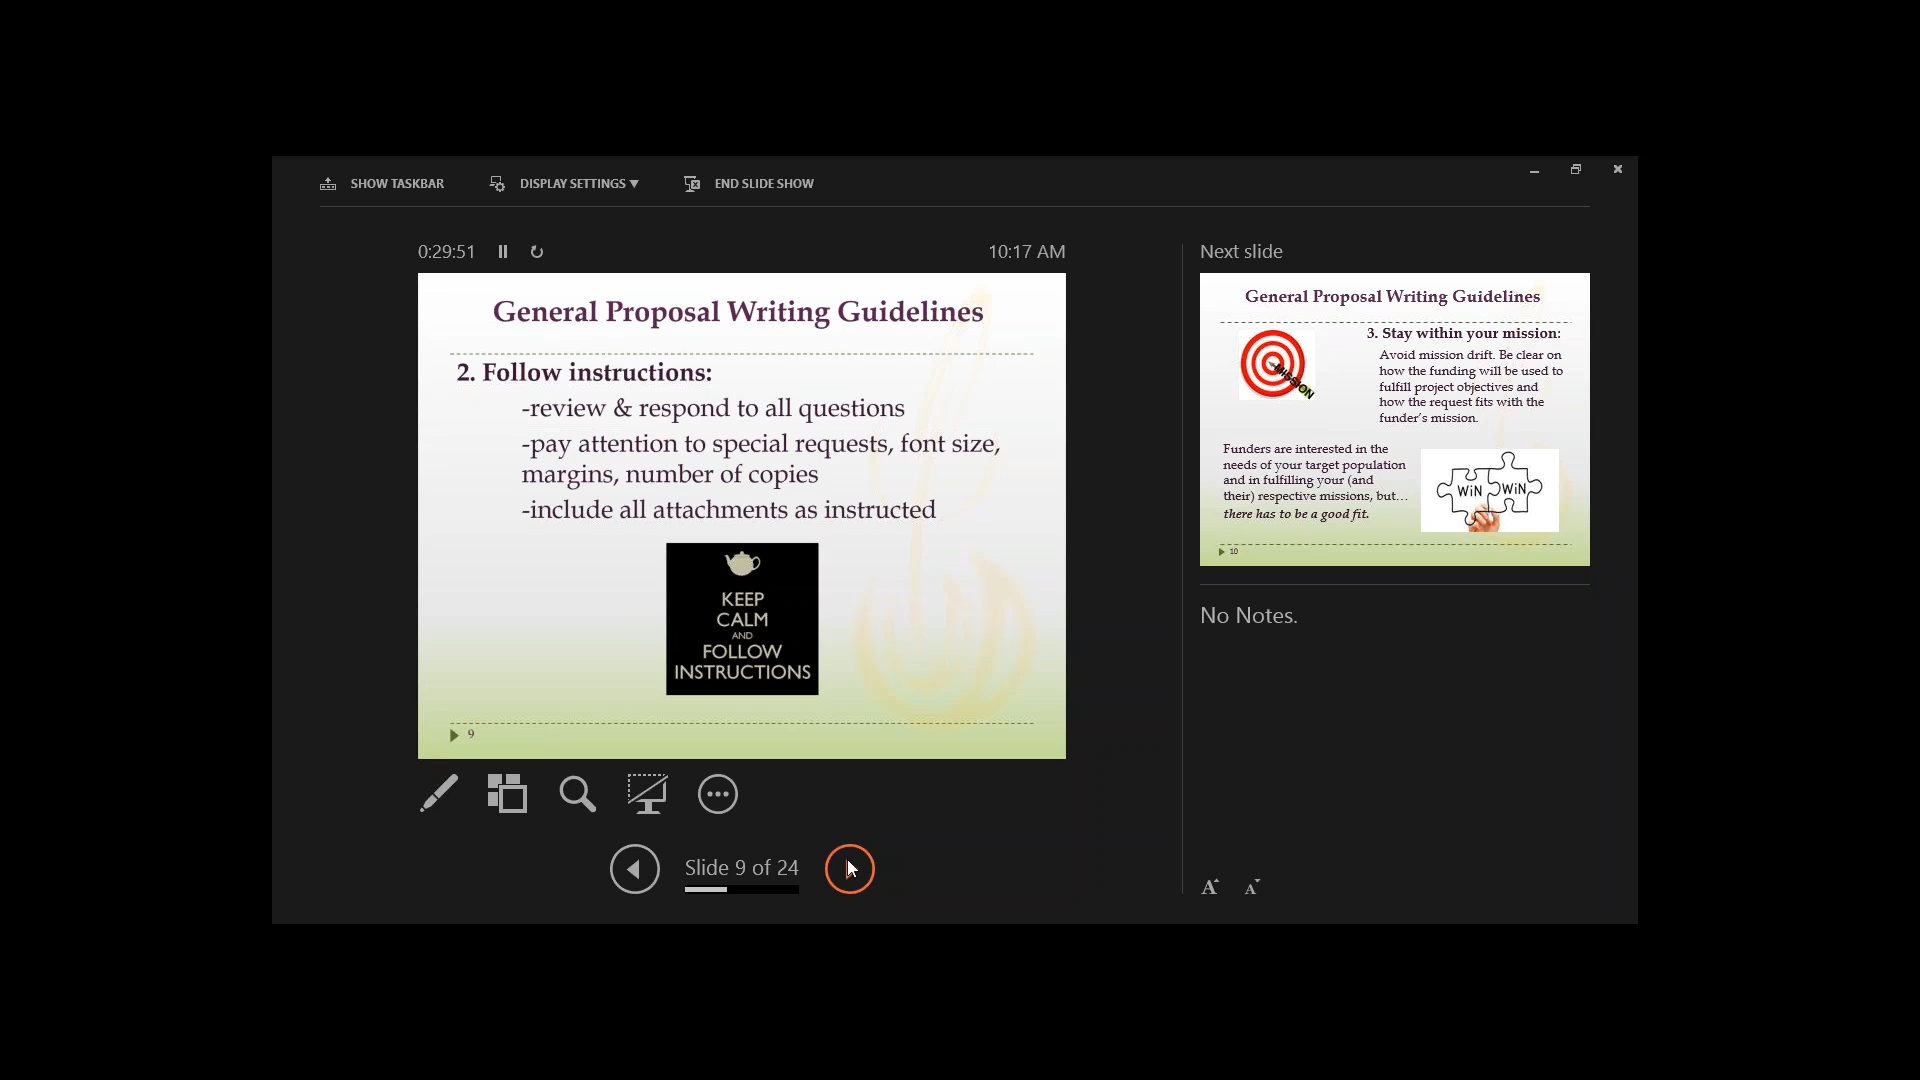 SHOW TASKBAR
DISPLAY SETTINGS ▼
END SLIDE SHOW
0:29:51
10:17 AM
General Proposal Writing Guidelines
2. Follow instructions:
-review & respond to all questions
-pay attention to special requests, font size,
margins, number of copies
-include all attachments as instructed
KEEP
CALM
AND
FOLLOW
INSTRUCTIONS
9
Slide 9 of 24
Next slide
General Proposal Writing Guidelines
3. Stay within your mission:
MISSION
Avoid mission drift. Be clear on
how the funding will be used to
fulfill project objectives and
how the request fits with the
funder's mission.
Funders are interested in the
needs of your target population
and in fulfilling your (and
their) respective missions, but…
there has to be a good fit.
WiN WiN
10
No Notes.
A A